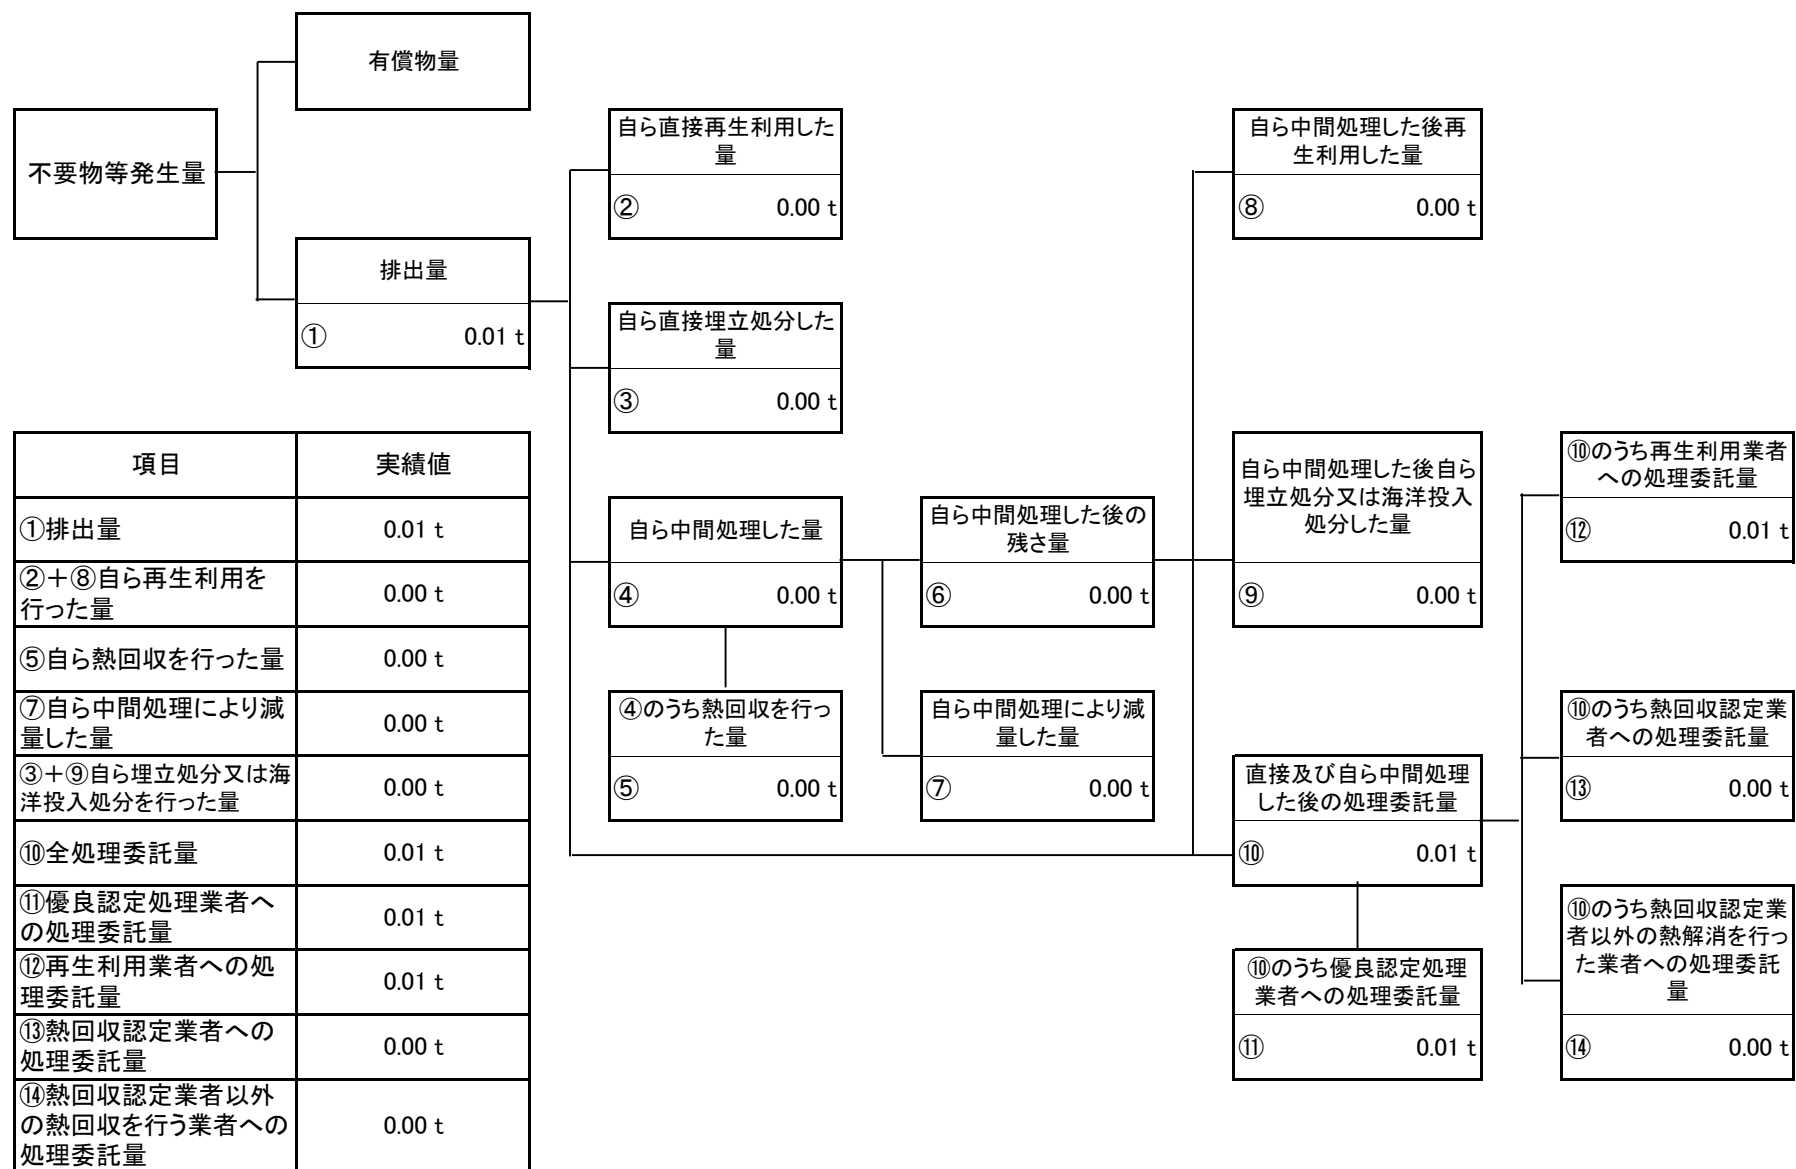 有償物量
不要物等発生量
排出量
① 0.01 t
自ら直接再生利用した
量
② 0.00 t
自ら直接埋立処分した
量
③ 0.00 t
自ら中間処理した量
④ 0.00 t
④のうち熱回収を行っ
た量
⑤ 0.00 t
自ら中間処理した後の
残さ量
⑥ 0.00 t
自ら中間処理により減
量した量
⑦ 0.00 t
自ら中間処理した後再
生利用した量
⑧ 0.00 t
自ら中間処理した後自ら
埋立処分又は海洋投入
処分した量
⑨ 0.00 t
直接及び自ら中間処理
した後の処理委託量
⑩ 0.01 t
⑩のうち優良認定処理
業者への処理委託量
⑪ 0.01 t
⑩のうち再生利用業者
への処理委託量
⑫ 0.01 t
⑩のうち熱回収認定業
者への処理委託量
⑬ 0.00 t
⑩のうち熱回収認定業
者以外の熱解消を行っ
た業者への処理委託
量
⑭ 0.00 t
項目 実績値
①排出量 0.01 t
②＋⑧自ら再生利用を
行った量 0.00 t
⑤自ら熱回収を行った量 0.00 t
⑦自ら中間処理により減
量した量 0.00 t
③＋⑨自ら埋立処分又は海
洋投入処分を行った量 0.00 t
⑩全処理委託量 0.01 t
⑪優良認定処理業者へ
の処理委託量 0.01 t
⑫再生利用業者への処
理委託量 0.01 t
⑬熱回収認定業者への
処理委託量 0.00 t
⑭熱回収認定業者以外
の熱回収を行う業者への
処理委託量 0.00 t